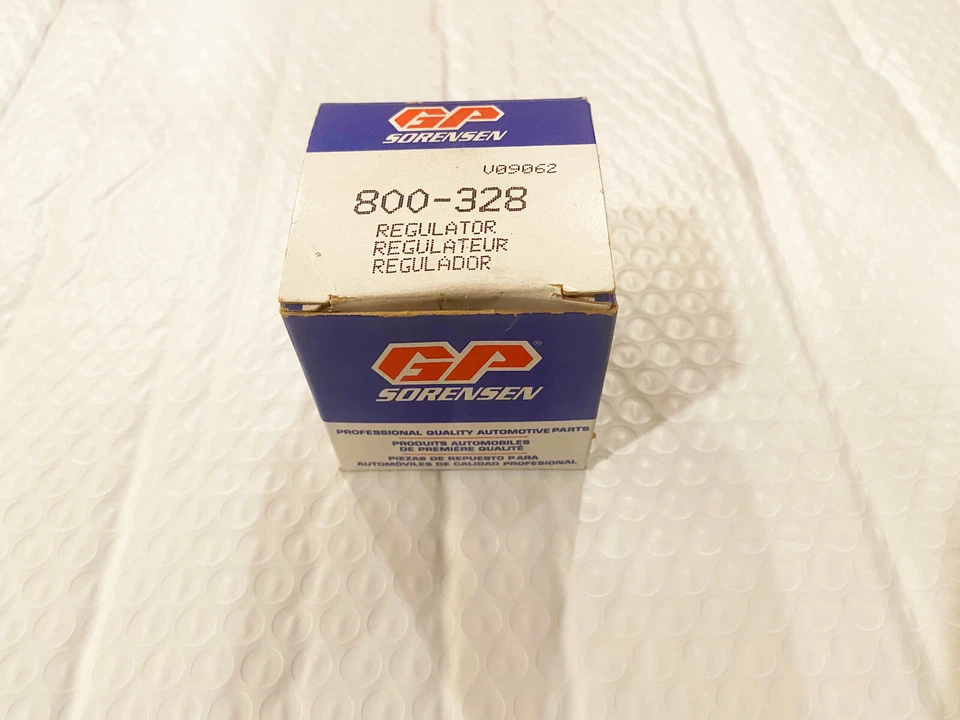 GP
SORENSEN
V09062
800-328
REGULATOR
REGULATEUR
REGULADOR
GP®
SORENSEN
PROFESSIONAL QUALITY AUTOMOTIVE PARTS
PRODUITS AUTOMOBILES
DE PREMIÈRE QUALITÉ
PIEZAS DE REPUESTO PARA
AUTOMÓVILES DE CALIDAD PROFESIONAL